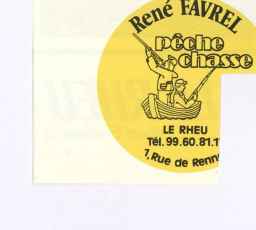 René FAVREL
pêche
chasse
LE RHEU
Tél. 99.60.81.1
7, Rue de Renn